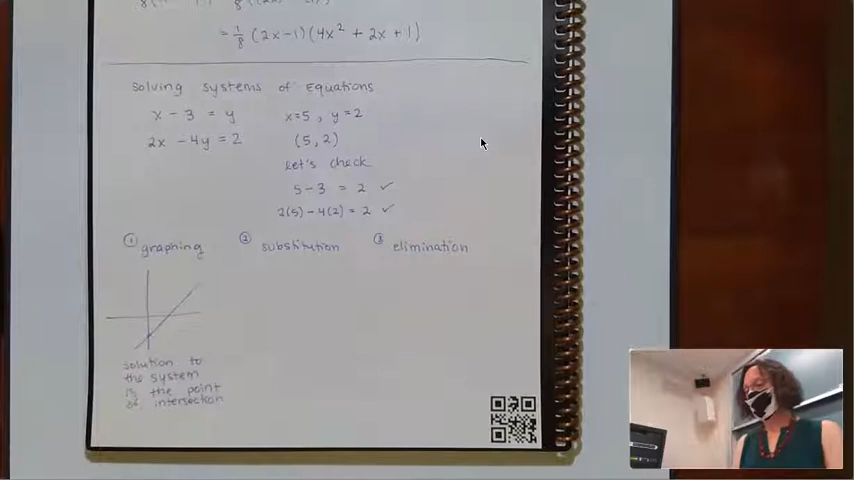 = 1/8 (2x-1)(4x² + 2x + 1)
Solving systems of Equations
x - 3 = y
2x - 4y = 2
x=5, y=2
(5, 2)
Let's check
5-3 = 2 ✓
2(5) - 4(2) = 2 ✓
① graphing
② substitution
③ elimination
solution to
the system
is the point
of intersection